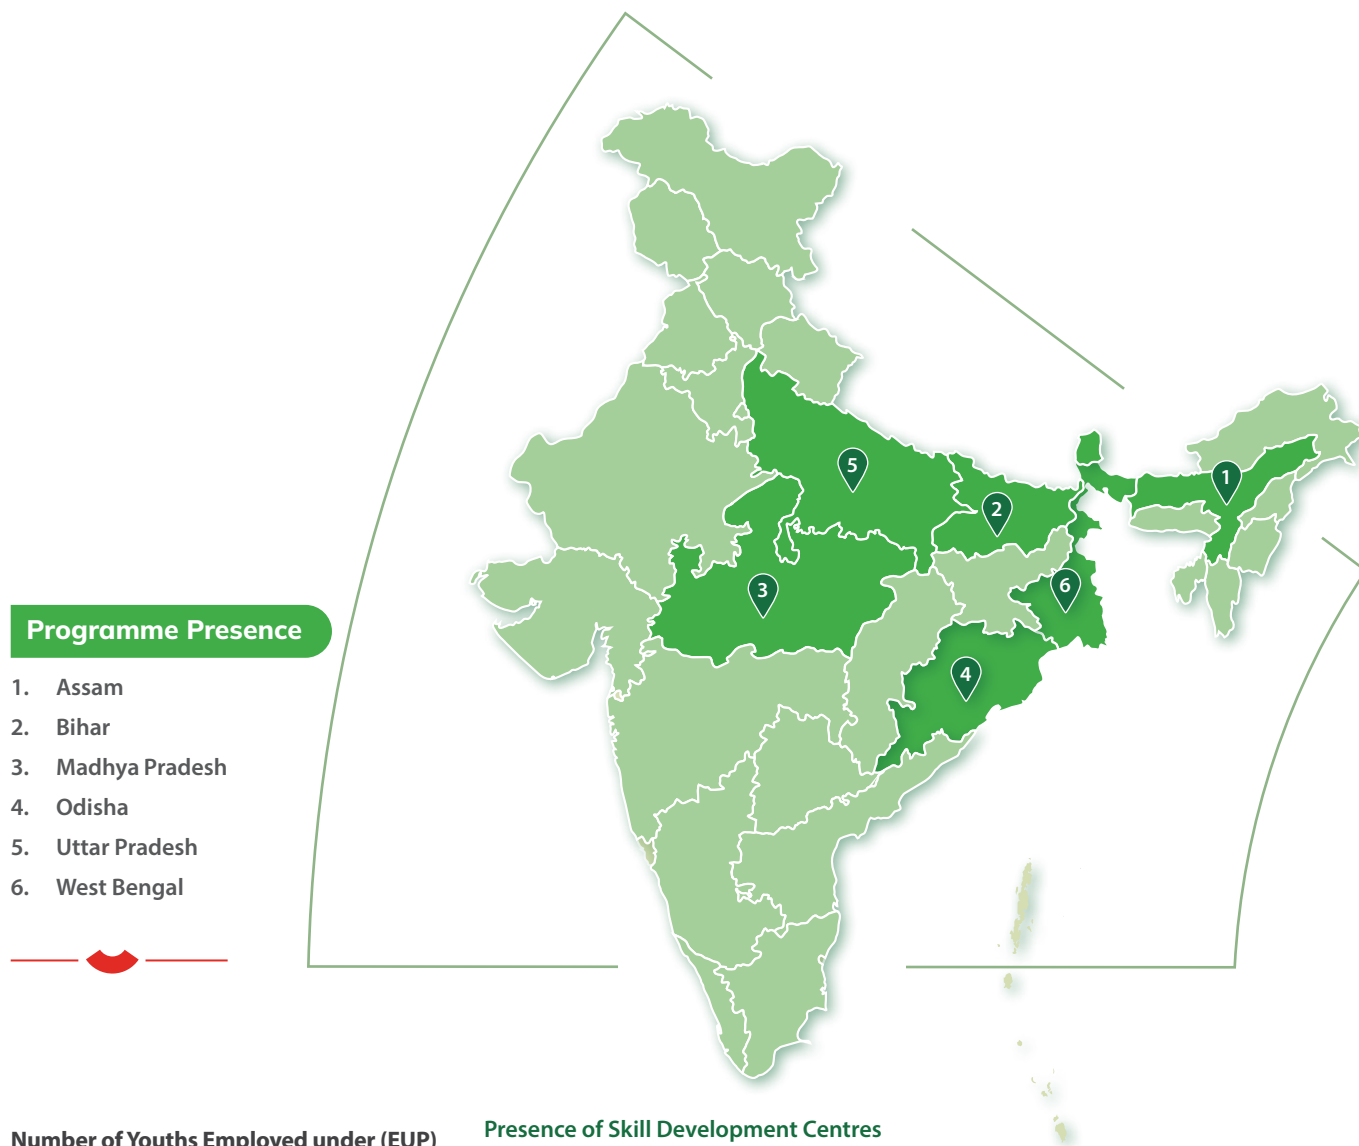 Programme Presence
1. Assam
2. Bihar
3. Madhya Pradesh
4. Odisha
5. Uttar Pradesh
6. West Bengal
5
2
1
3
6
4
Number of Youths Employed under (EUP)
Presence of Skill Development Centres